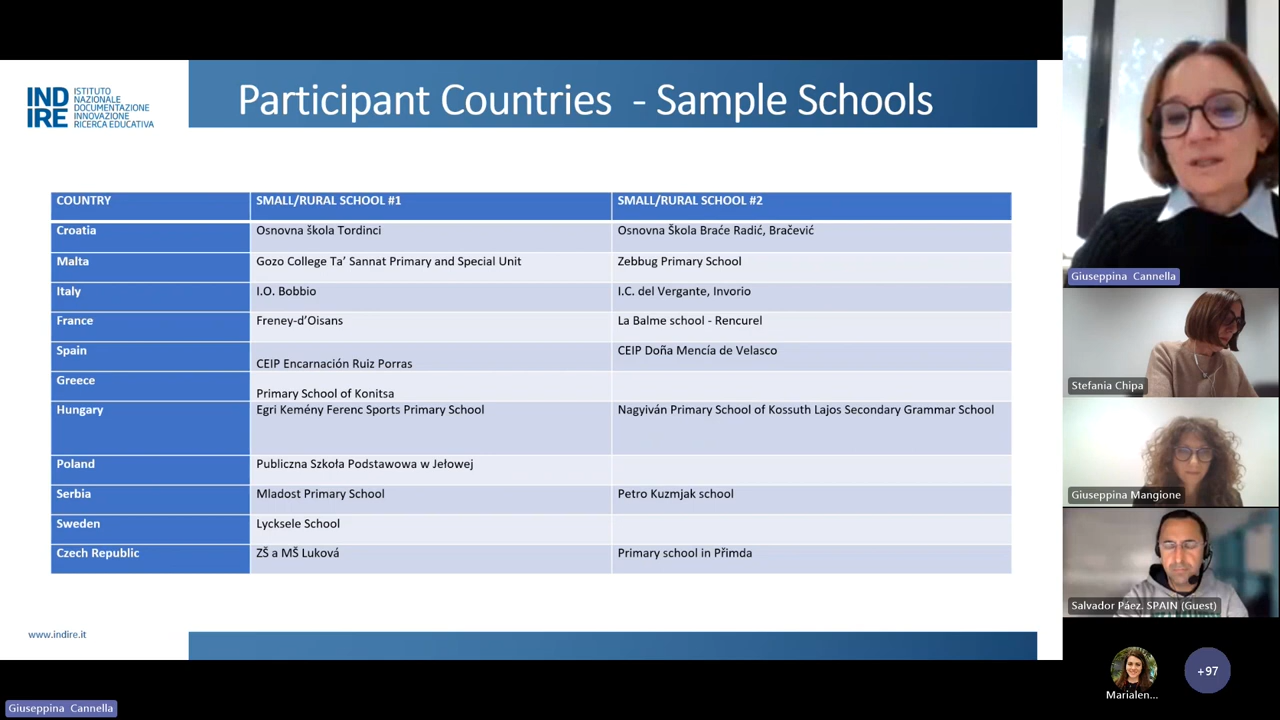 IND
IRE
ISTITUTO
NAZIONALE
DOCUMENTAZIONE
INNOVAZIONE
RICERCA EDUCATIVA
Participant Countries - Sample Schools
COUNTRY SMALL/RURAL SCHOOL #1 SMALL/RURAL SCHOOL #2
Croatia Osnovna škola Tordinci Osnovna Škola Braće Radić, Bračević
Malta Gozo College Ta’ Sannat Primary and Special Unit Zebbug Primary School
Italy I.O. Bobbio I.C. del Vergante, Invorio
France Freney-d’Oisans La Balme school - Rencurel
Spain CEIP Encarnación Ruiz Porras CEIP Doña Mencía de Velasco
Greece Primary School of Konitsa
Hungary Egri Kemény Ferenc Sports Primary School Nagyiván Primary School of Kossuth Lajos Secondary Grammar School
Poland Publiczna Szkoła Podstawowa w Jełowej
Serbia Mladost Primary School Petro Kuzmjak school
Sweden Lycksele School
Czech Republic ZŠ a MŠ Luková Primary school in Přimda
www.indire.it
Giuseppina Cannella
Stefania Chipa
Giuseppina Mangione
Salvador Páez. SPAIN (Guest)
Marialen...
+97
Giuseppina Cannella